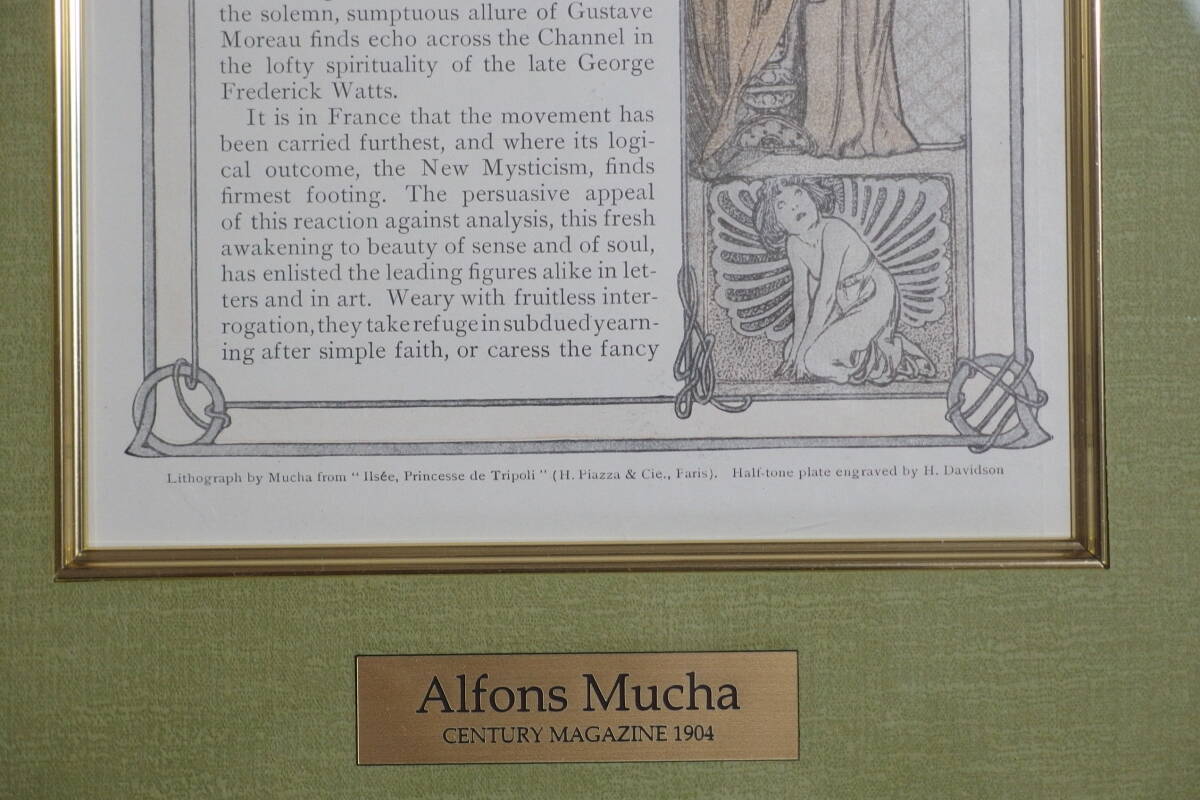 the solemn, sumptuous allure of Gustave
Moreau finds echo across the Channel in
the lofty spirituality of the late George
Frederick Watts.
It is in France that the movement has
been carried furthest, and where its logi-
cal outcome, the New Mysticism, finds
firmest footing. The persuasive appeal
of this reaction against analysis, this fresh
awakening to beauty of sense and of soul,
has enlisted the leading figures alike in let-
ters and in art. Weary with fruitless inter-
rogation, they take refuge in subdued yearn-
ing after simple faith, or caress the fancy
Lithograph by Mucha from "Ilsée, Princesse de Tripoli" (H. Piazza & Cie., Paris). Half-tone plate engraved by H. Davidson
Alfons Mucha
CENTURY MAGAZINE 1904